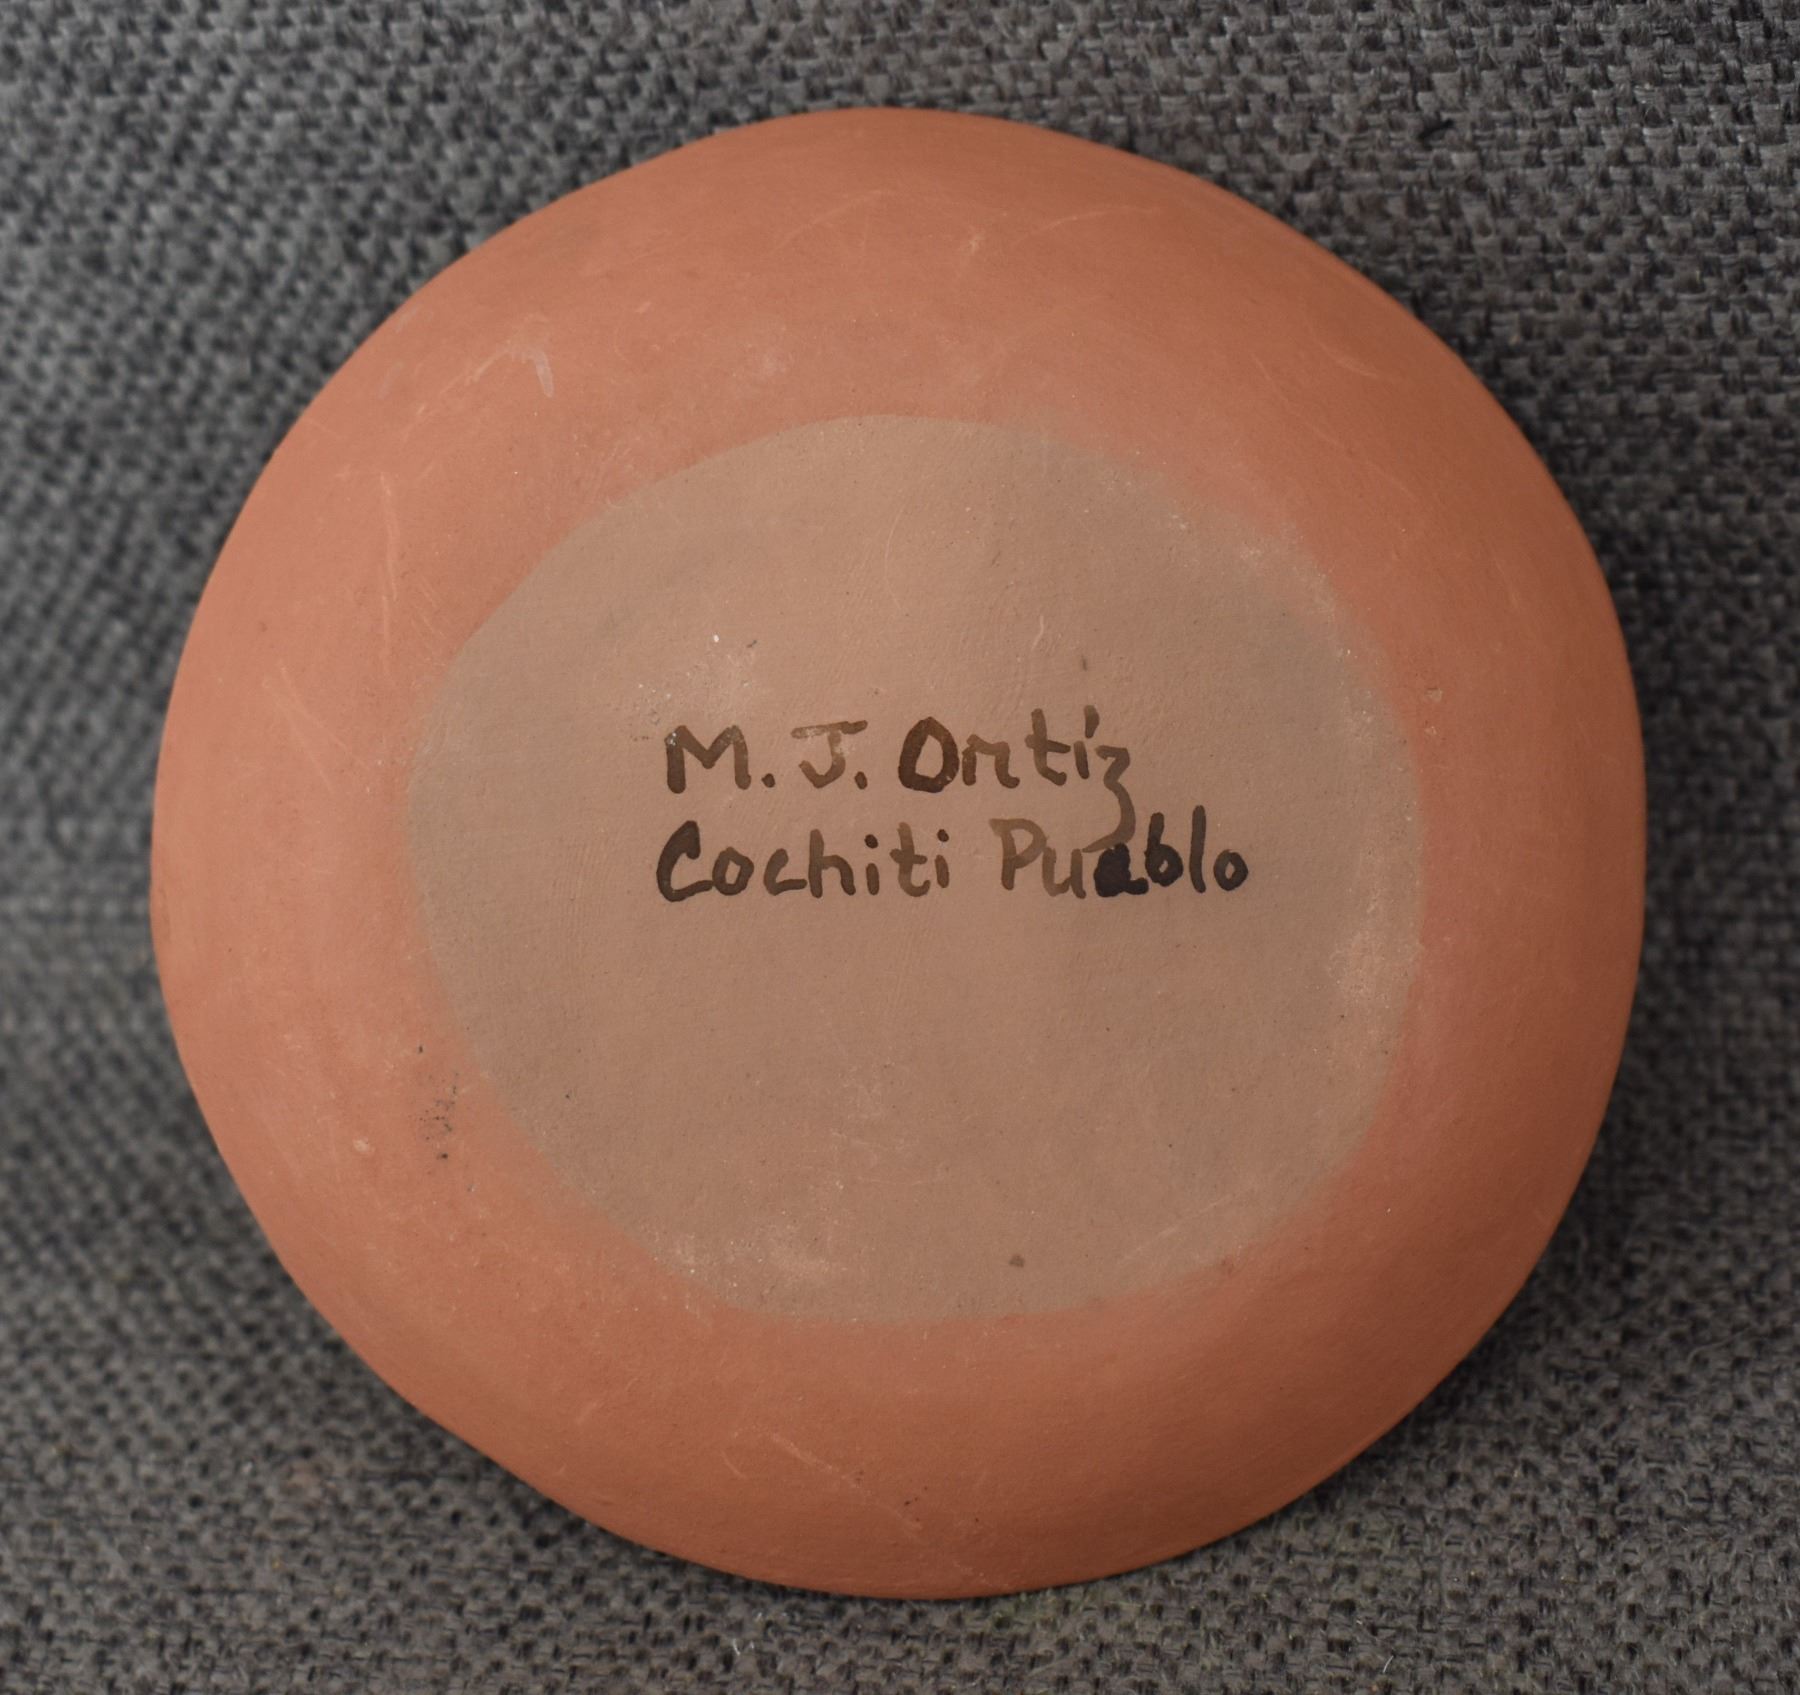 M. J. Ortiz
Cochiti Pueblo